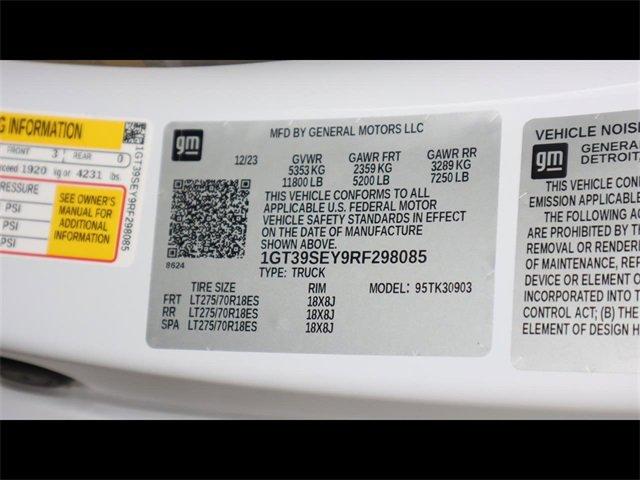 G INFORMATION
FRONT 3 REAR 0
exceed 1920 kg or 4231 lbs.
PRESSURE
PSI
PSI
PSI
SEE OWNER'S
MANUAL FOR
ADDITIONAL
INFORMATION
1GT39SEY9RF298085
gm
MFD BY GENERAL MOTORS LLC
12/23 GVWR GAWR FRT GAWR RR
5353 KG 2359 KG 3289 KG
11800 LB 5200 LB 7250 LB
THIS VEHICLE CONFORMS TO ALL
APPLICABLE U.S. FEDERAL MOTOR
VEHICLE SAFETY STANDARDS IN EFFECT
ON THE DATE OF MANUFACTURE
SHOWN ABOVE.
8624
1GT39SEY9RF298085
TYPE: TRUCK
TIRE SIZE RIM MODEL: 95TK30903
FRT LT275/70R18ES 18X8J
RR LT275/70R18ES 18X8J
SPA LT275/70R18ES 18X8J
VEHICLE NOIS
gm
GENERA
DETROIT
THIS VEHICLE CONF
EMISSION APPLICABLE
THE FOLLOWING A
ARE PROHIBITED BY T
REMOVAL OR RENDER
OF MAINTENANCE, REP
DEVICE OR ELEMENT
INCORPORATED INTO T
CONTROL ACT; (B) THE
ELEMENT OF DESIGN H